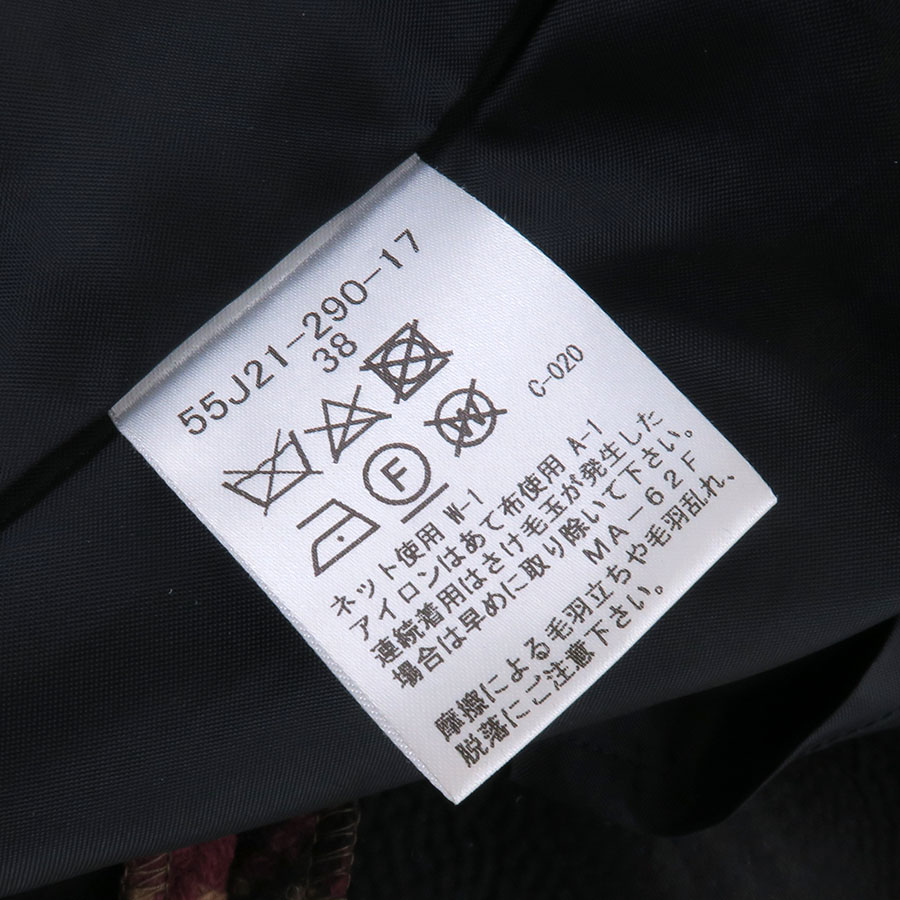 55J21-290-17
38
F
W
C-020
ネット使用 W-1
アイロンはあて布使用 A-1
連続着用はさけ毛玉が発生した
場合は早めに取り除いて下さい。
MA-62F
摩擦による毛羽立ちや毛羽乱れ、
脱落にご注意下さい。